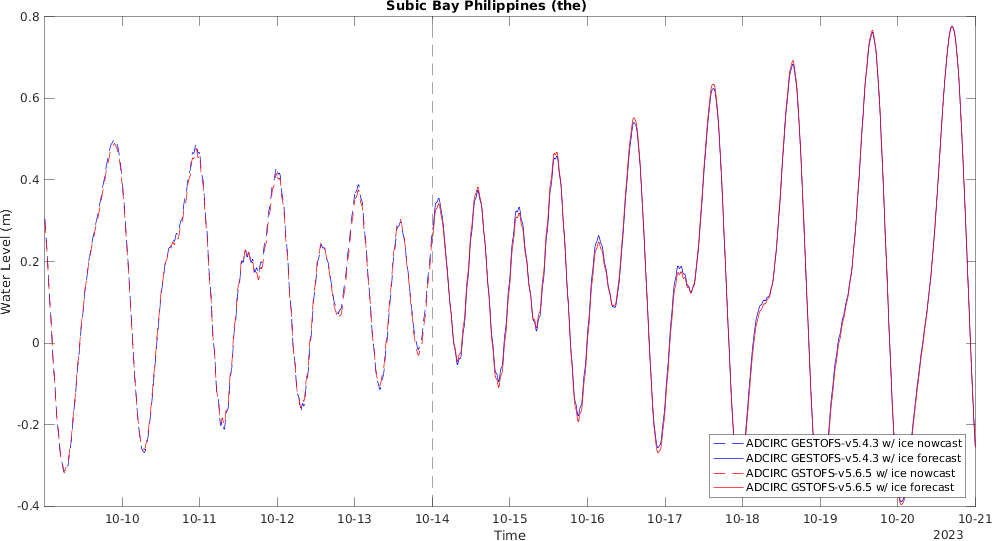 Subic Bay Philippines (the)
0.8
0.6
0.4
0.2
0
-0.2
-0.4
Water Level (m)
ADCIRC GESTOFS-v5.4.3 w/ ice nowcast
ADCIRC GESTOFS-v5.4.3 w/ ice forecast
ADCIRC GSTOFS-v5.6.5 w/ ice nowcast
ADCIRC GSTOFS-v5.6.5 w/ ice forecast
10-10 10-11 10-12 10-13 10-14 10-15 10-16 10-17 10-18 10-19 10-20 10-21
Time
2023